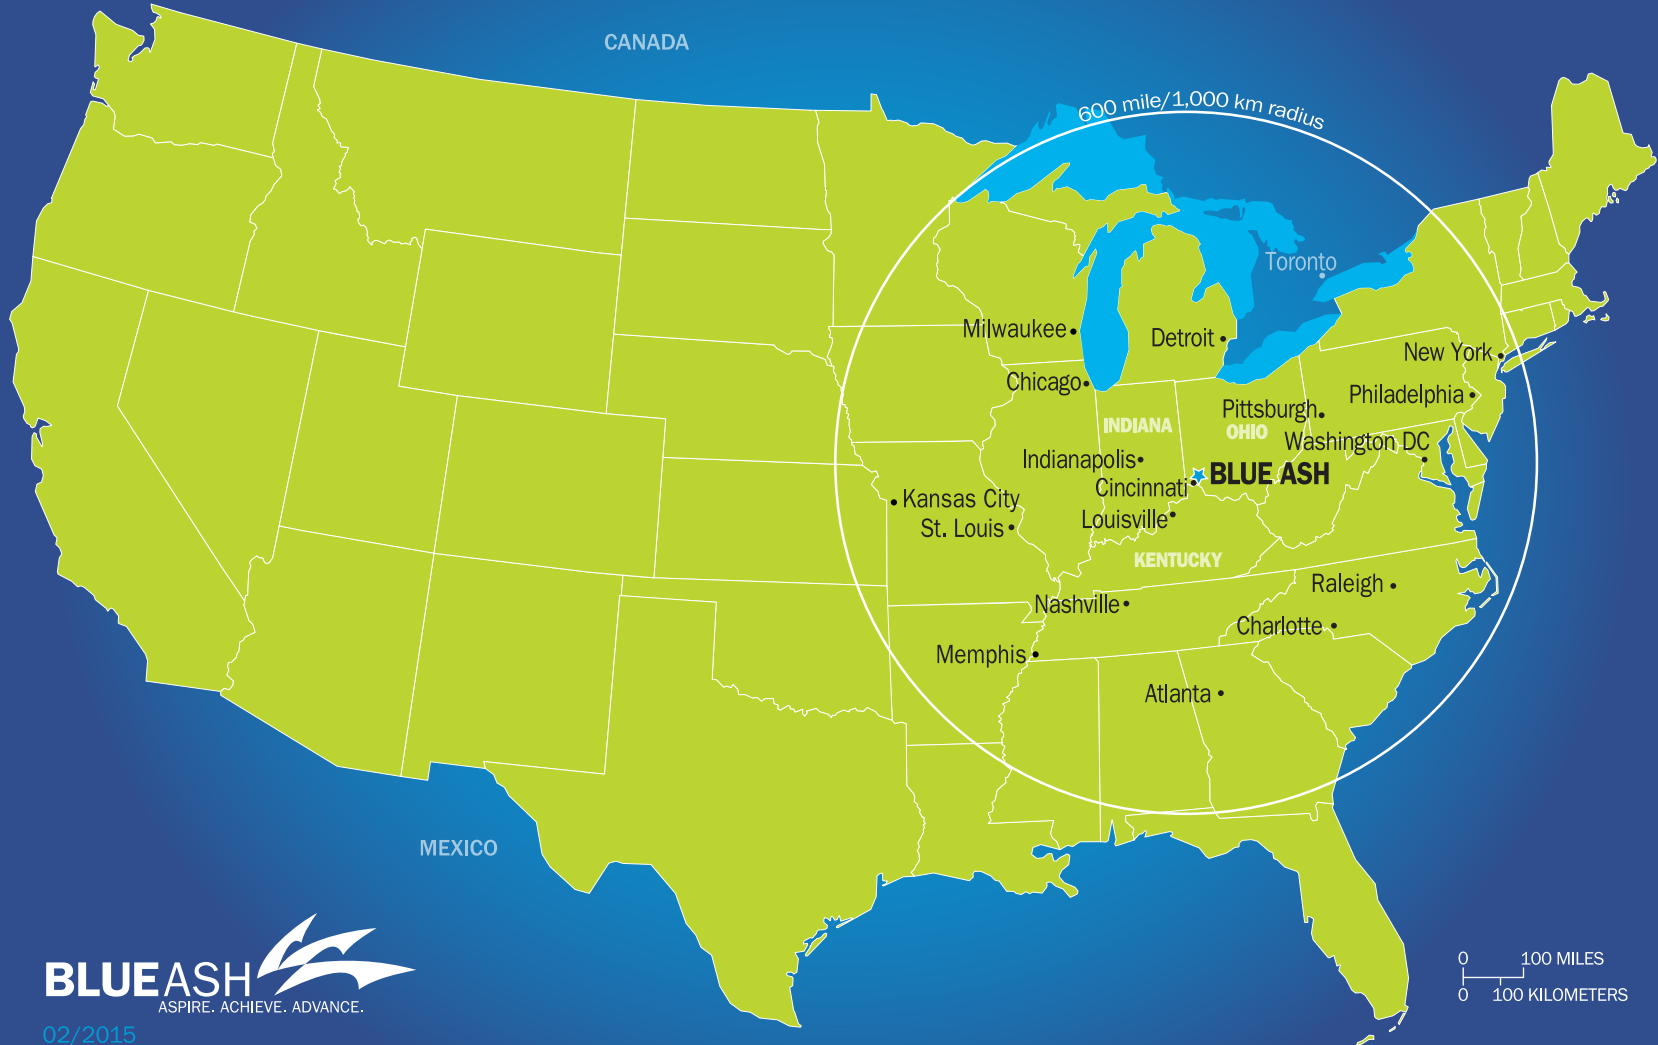 CANADA
600 mile/1,000 km radius
Toronto
Milwaukee
Detroit
New York
Chicago
Philadelphia
Pittsburgh
INDIANA
OHIO
Washington DC
Indianapolis
BLUE ASH
Cincinnati
Kansas City
Louisville
St. Louis
KENTUCKY
Raleigh
Nashville
Charlotte
Memphis
Atlanta
MEXICO
BLUEASH
ASPIRE. ACHIEVE. ADVANCE.
02/2015
0 100 MILES
0 100 KILOMETERS